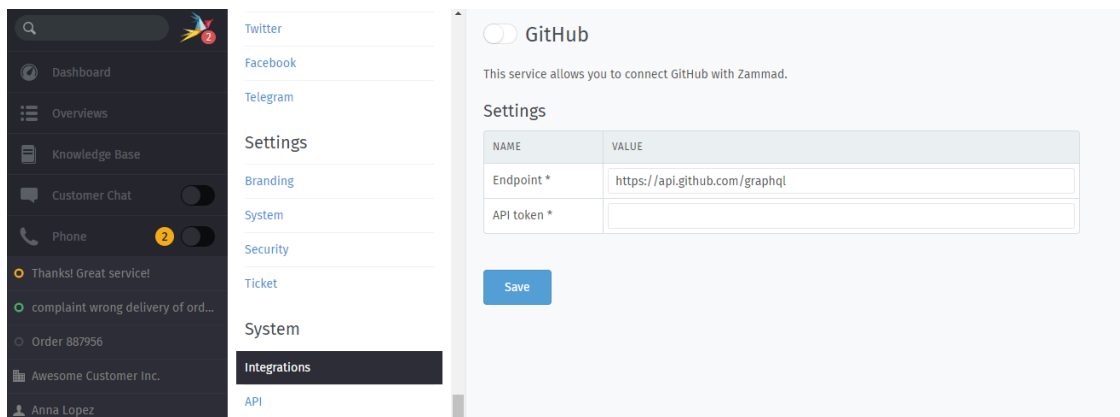 2
Dashboard
Overviews
Knowledge Base
Customer Chat
Phone 2
Thanks! Great service!
complaint wrong delivery of ord...
Order 887956
Awesome Customer Inc.
Anna Lopez
Twitter
Facebook
Telegram
Settings
Branding
System
Security
Ticket
System
Integrations
API
GitHub
This service allows you to connect GitHub with Zammad.
Settings
NAME VALUE
Endpoint * https://api.github.com/graphql
API token *
Save